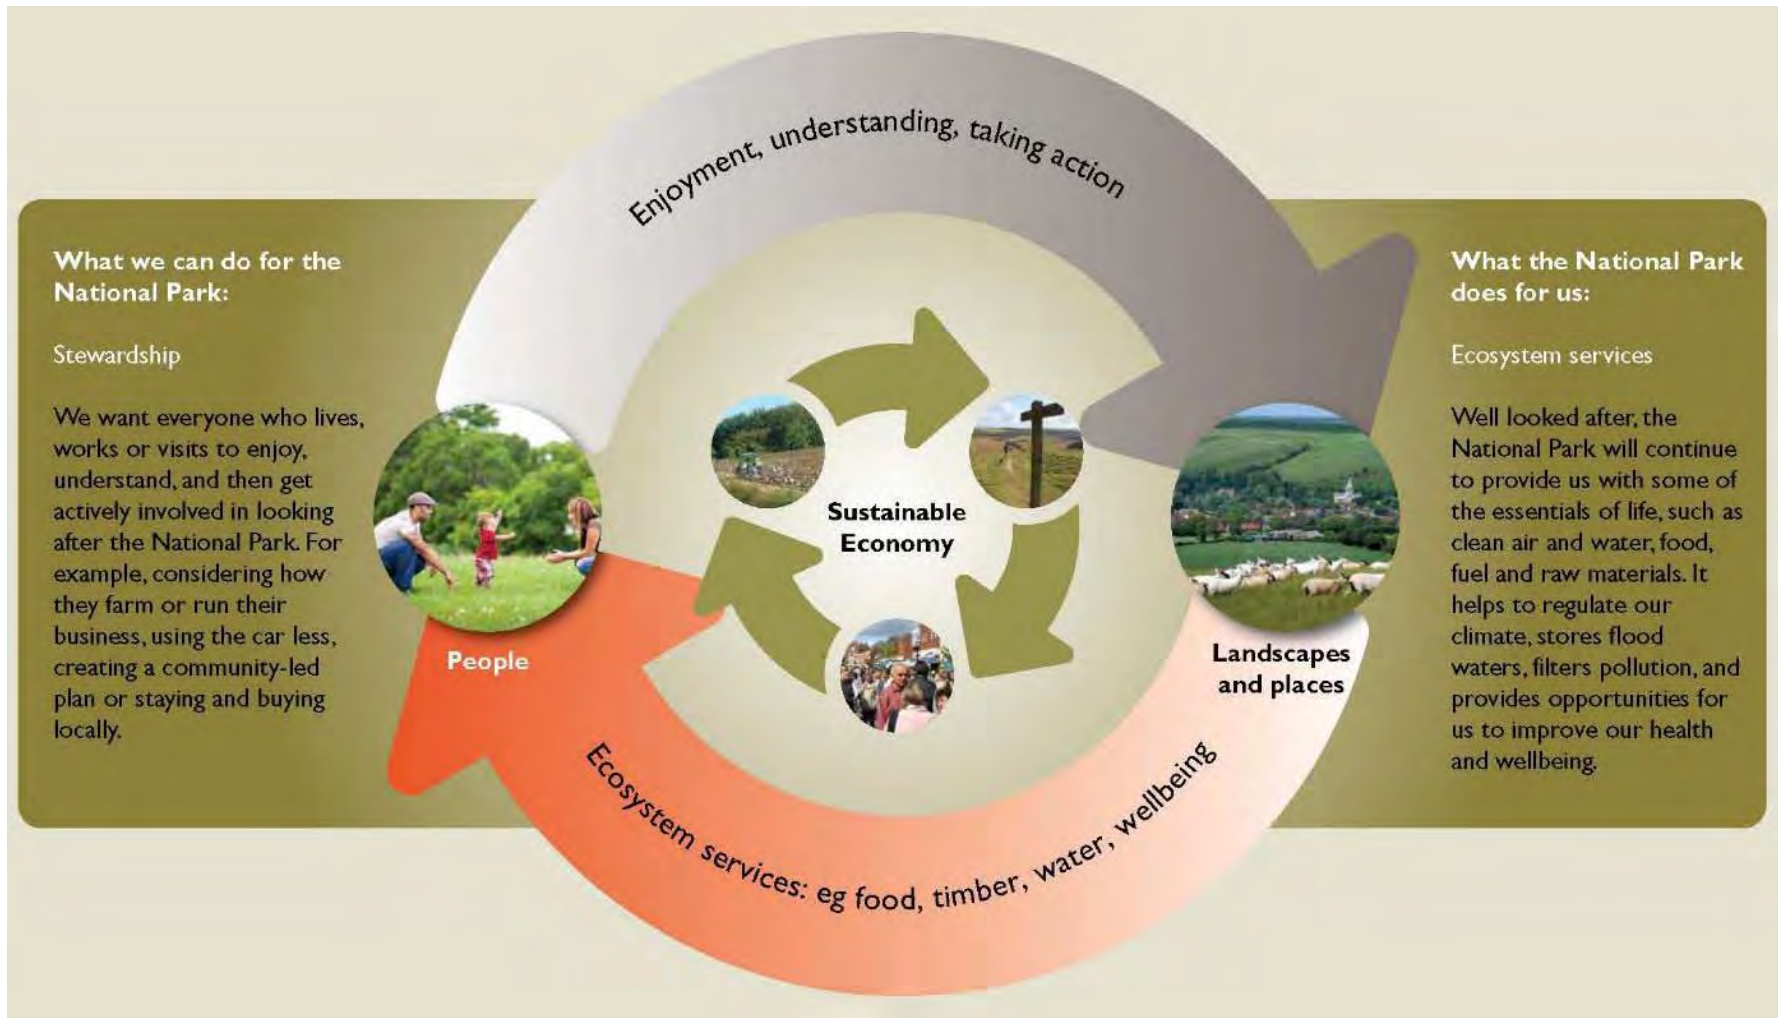 Enjoyment, understanding, taking action
What we can do for the
National Park:
Stewardship
We want everyone who lives,
works or visits to enjoy,
understand, and then get
actively involved in looking
after the National Park. For
example, considering how
they farm or run their
business, using the car less,
creating a community-led
plan or staying and buying
locally.
People
Sustainable
Economy
Landscapes
and places
Ecosystem services: eg food, timber, water, wellbeing
What the National Park
does for us:
Ecosystem services
Well looked after, the
National Park will continue
to provide us with some of
the essentials of life, such as
clean air and water, food,
fuel and raw materials. It
helps to regulate our
climate, stores flood
waters, filters pollution, and
provides opportunities for
us to improve our health
and wellbeing.